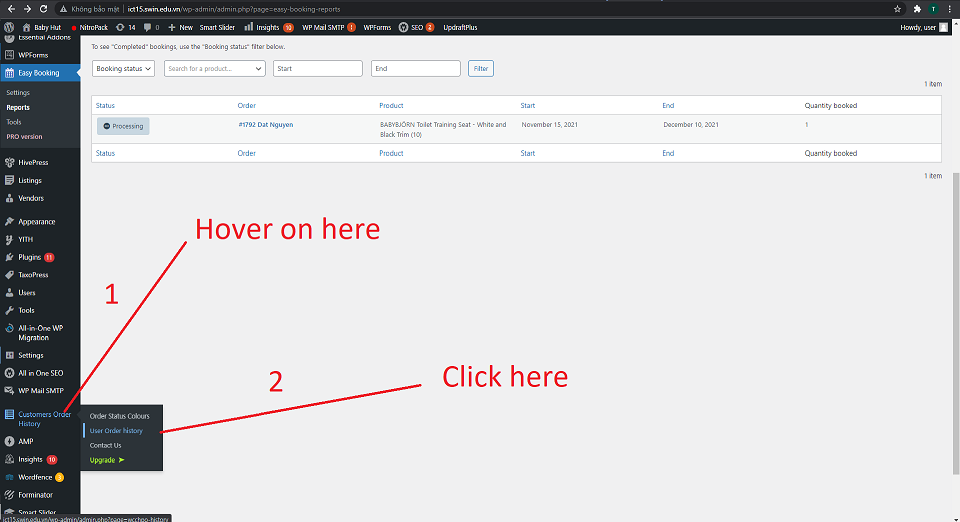 Không bảo mật | ict15.swin.edu.vn/wp-admin/admin.php?page=easy-booking-reports
Baby Hut NitroPack 14 0 New Smart Slider Insights 10 WP Mail SMTP ! WPForms SEO 2 UpdraftPlus Howdy, user
T
Essential Addons
WPForms
Easy Booking
Settings
Reports
Tools
PRO version
HivePress
Listings
Vendors
Appearance
YITH
Plugins 11
TaxoPress
Users
Tools
All-in-One WP
Migration
Settings
All in One SEO
WP Mail SMTP
Customers Order
History
AMP
Insights 10
Wordfence 3
Forminator
Smart Slider
ict15.swin.edu.vn/wp-admin/admin.php?page=wcchpo-history
To see "Completed" bookings, use the "Booking status" filter below.
Booking status Search for a product... Start End Filter
1 item
Status Order Product Start End Quantity booked
Processing #1792 Dat Nguyen BABYBJÖRN Toilet Training Seat - White and November 15, 2021 December 10, 2021 1
Black Trim (10)
Status Order Product Start End Quantity booked
1 item
Hover on here
1
2
Click here
Order Status Colours
User Order history
Contact Us
Upgrade ➤